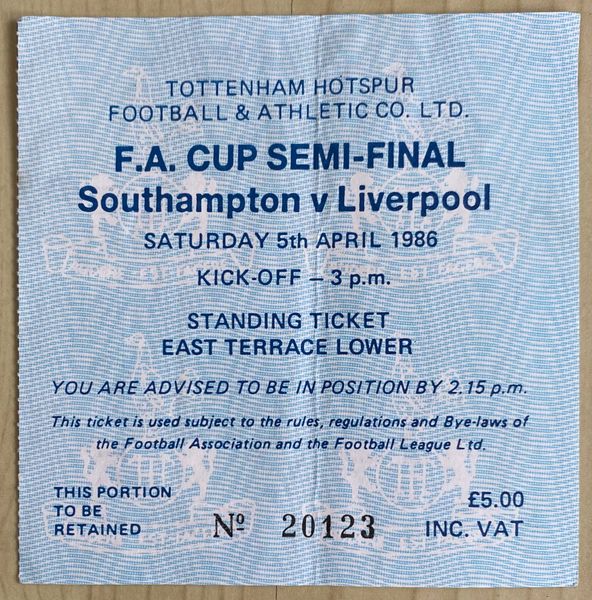 TOTTENHAM HOTSPUR
FOOTBALL & ATHLETIC CO. LTD.
F.A. CUP SEMI-FINAL
Southampton v Liverpool
SATURDAY 5th APRIL 1986
KICK-OFF – 3 p.m.
STANDING TICKET
EAST TERRACE LOWER
YOU ARE ADVISED TO BE IN POSITION BY 2.15 p.m.
This ticket is used subject to the rules, regulations and Bye-laws of
the Football Association and the Football League Ltd.
THIS PORTION
TO BE
RETAINED
Nº 20123
£5.00
INC. VAT